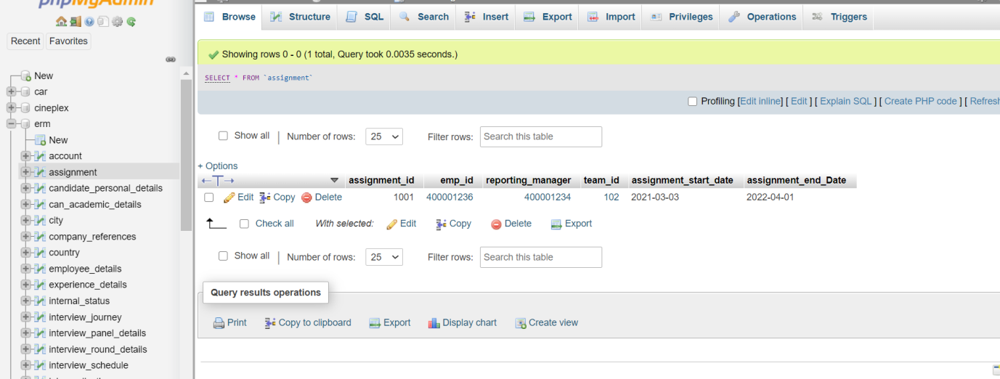 phpMyAdmin
Recent Favorites
New
car
cineplex
erm
New
account
assignment
candidate_personal_details
can_academic_details
city
company_references
country
employee_details
experience_details
internal_status
interview_journey
interview_panel_details
interview_round_details
interview_schedule
Browse Structure SQL Search Insert Export Import Privileges Operations Triggers
Showing rows 0 - 0 (1 total, Query took 0.0035 seconds.)
SELECT * FROM `assignment`
Profiling [Edit inline] [ Edit ] [ Explain SQL ] [ Create PHP code ] [ Refresh
Show all | Number of rows: 25 Filter rows: Search this table
+ Options
←T→ assignment_id emp_id reporting_manager team_id assignment_start_date assignment_end_Date
Edit Copy Delete 1001 400001236 400001234 102 2021-03-03 2022-04-01
Check all With selected: Edit Copy Delete Export
Show all | Number of rows: 25 Filter rows: Search this table
Query results operations
Print Copy to clipboard Export Display chart Create view